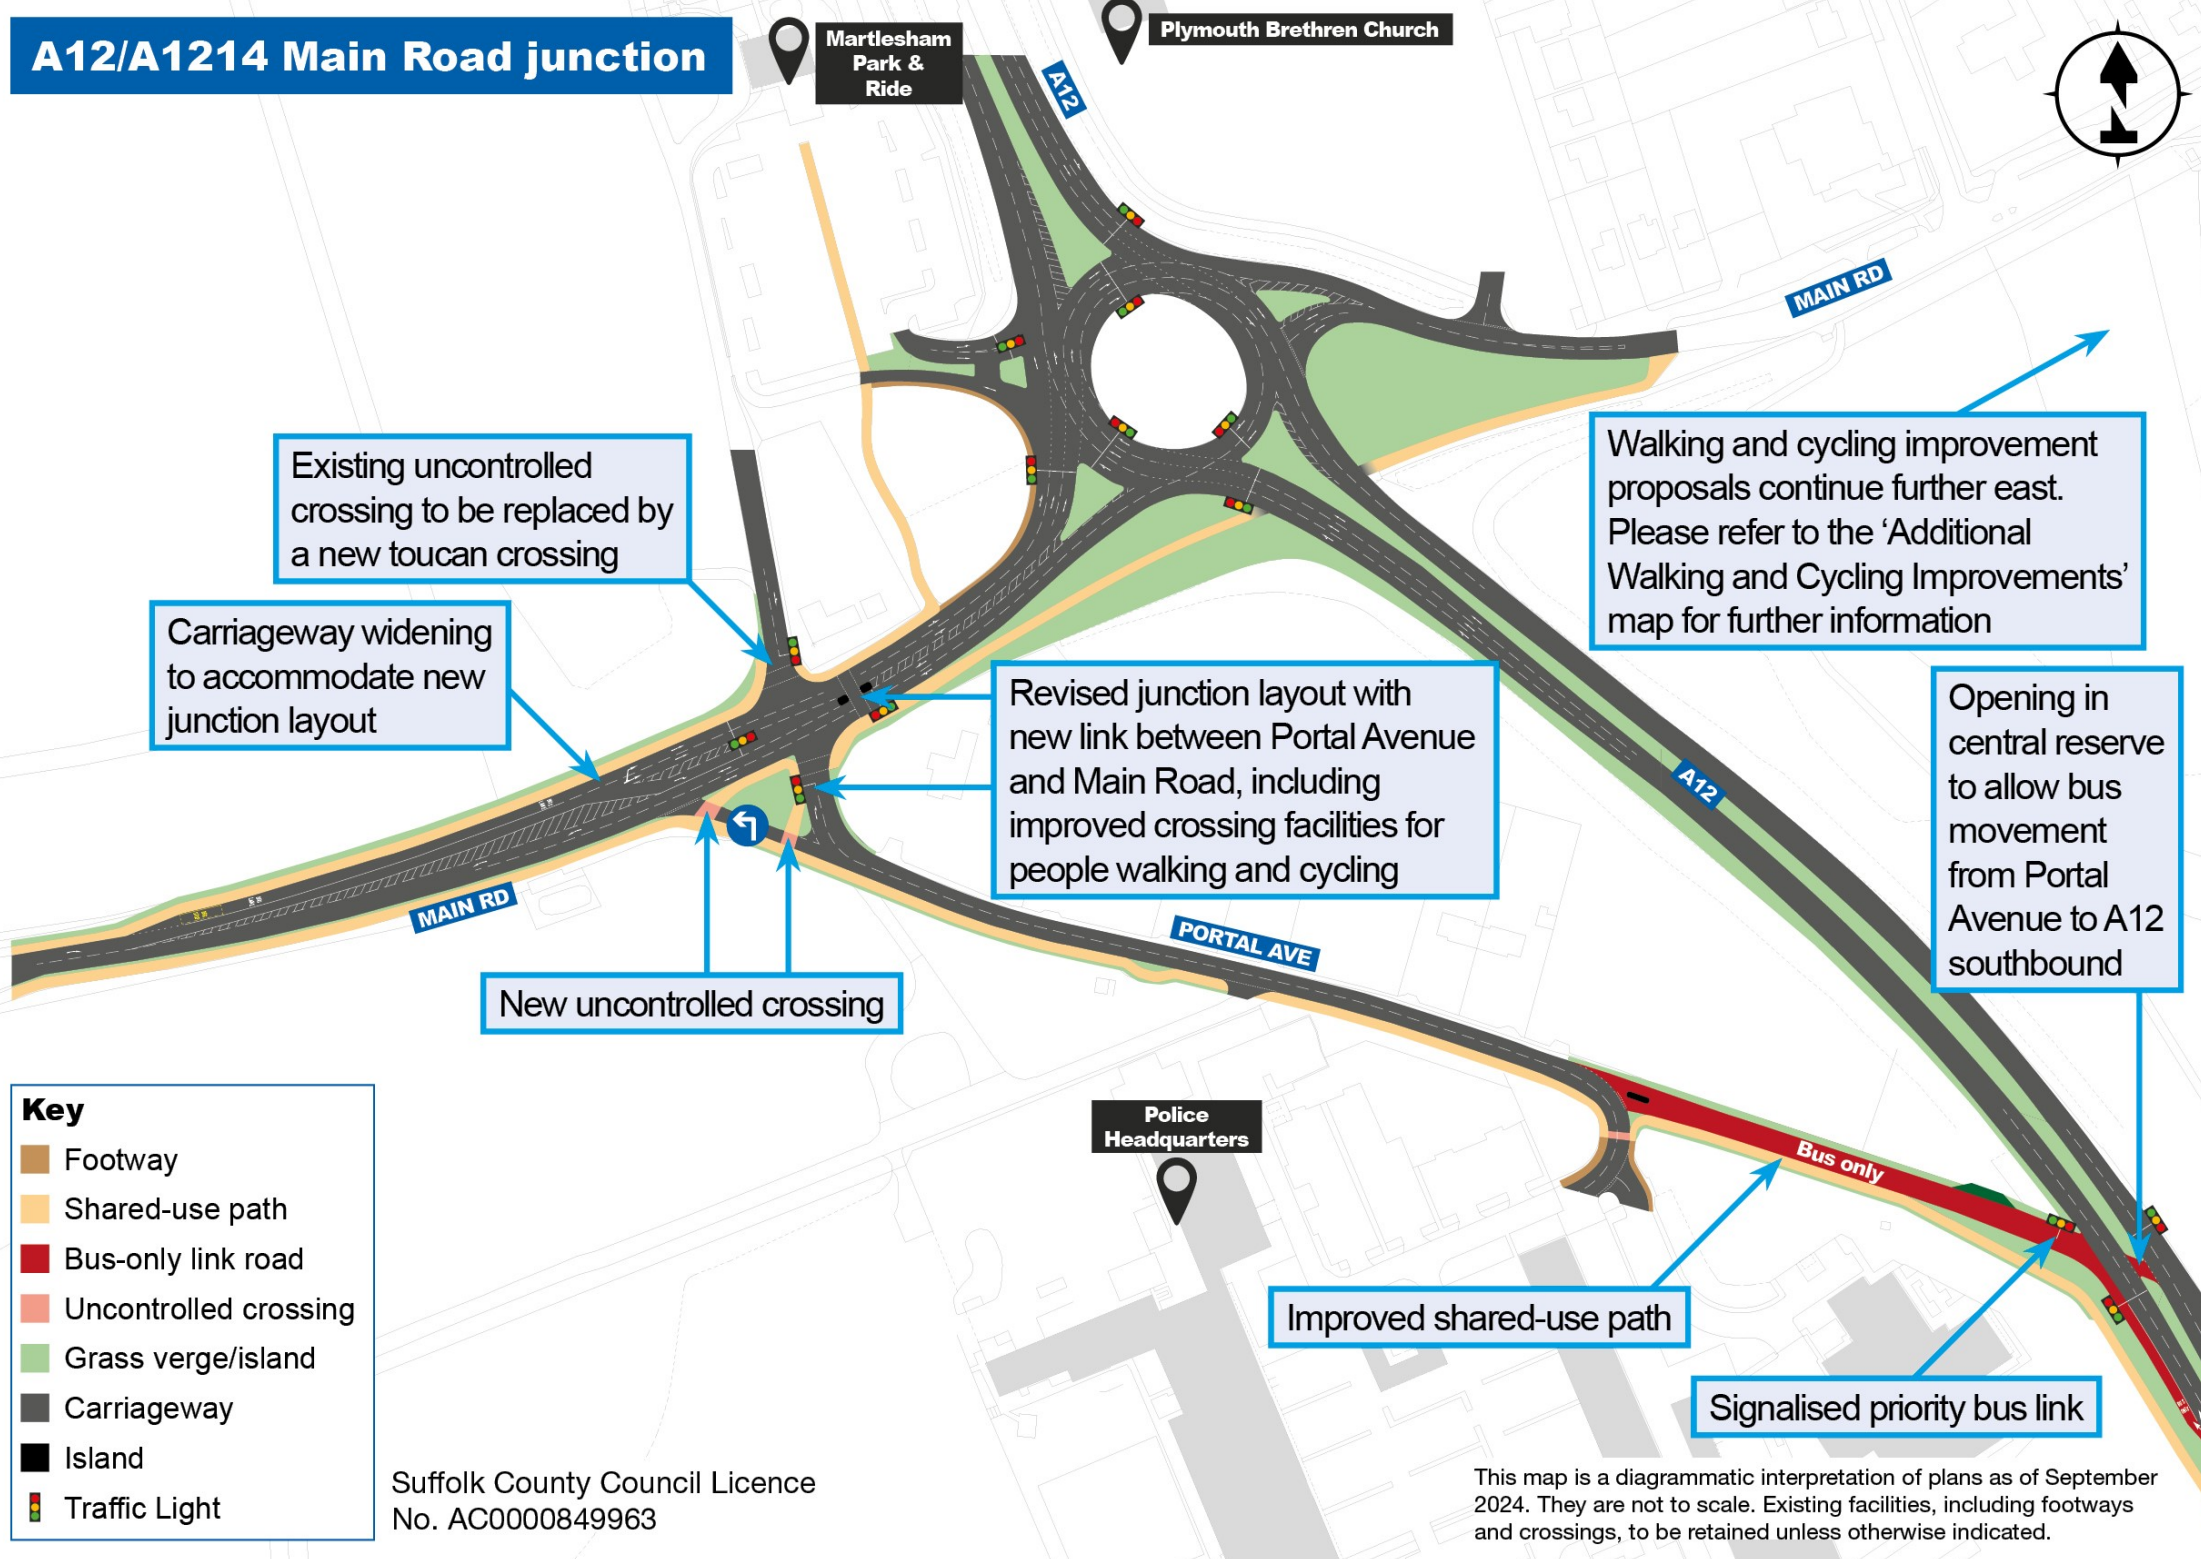 A12/A1214 Main Road junction
Martlesham
Park &
Ride
Plymouth Brethren Church
A12
N
MAIN RD
Existing uncontrolled
crossing to be replaced by
a new toucan crossing
Walking and cycling improvement
proposals continue further east.
Please refer to the ‘Additional
Walking and Cycling Improvements’
map for further information
Carriageway widening
to accommodate new
junction layout
Revised junction layout with
new link between Portal Avenue
and Main Road, including
improved crossing facilities for
people walking and cycling
Opening in
central reserve
to allow bus
movement
from Portal
Avenue to A12
southbound
A12
MAIN RD
PORTAL AVE
New uncontrolled crossing
Key
Footway
Shared-use path
Bus-only link road
Uncontrolled crossing
Grass verge/island
Carriageway
Island
Traffic Light
Police
Headquarters
Bus only
Improved shared-use path
Signalised priority bus link
Suffolk County Council Licence
No. AC0000849963
This map is a diagrammatic interpretation of plans as of September
2024. They are not to scale. Existing facilities, including footways
and crossings, to be retained unless otherwise indicated.